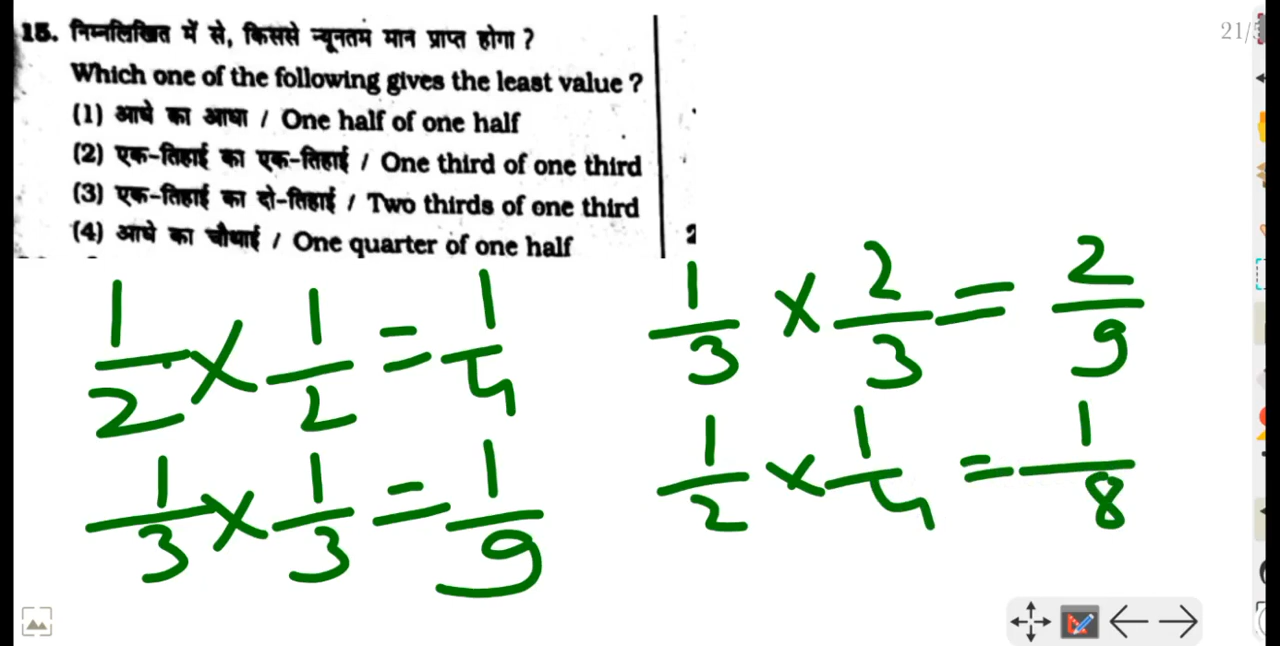 15. निम्नलिखित में से, किससे न्यूनतम मान प्राप्त होगा ?
Which one of the following gives the least value ?
(1) आधे का आधा / One half of one half
(2) एक-तिहाई का एक-तिहाई / One third of one third
(3) एक-तिहाई का दो-तिहाई / Two thirds of one third
(4) आधे का चौथाई / One quarter of one half
1/2 × 1/2 = 1/4
1/3 × 1/3 = 1/9
1/3 × 2/3 = 2/9
1/2 × 1/4 = 1/8